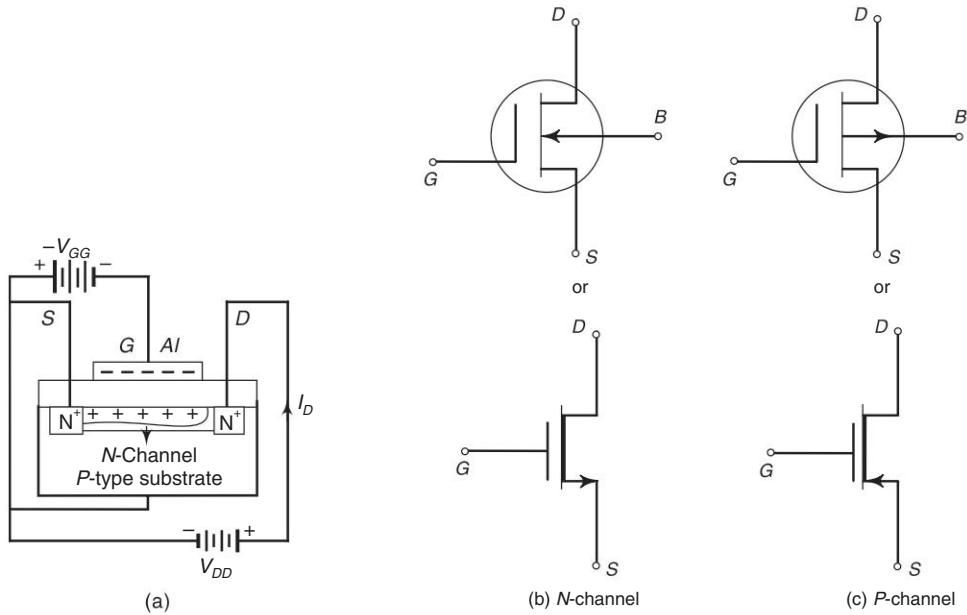 −V_GG
+ −
S D
G Al
− − − − − −
I_D
N⁺ + + + + + N⁺
N-Channel
P-type substrate
− +
V_DD
(a)
D
B
G
S
or
D
G
S
(b) N-channel
D
B
G
S
or
D
G
S
(c) P-channel